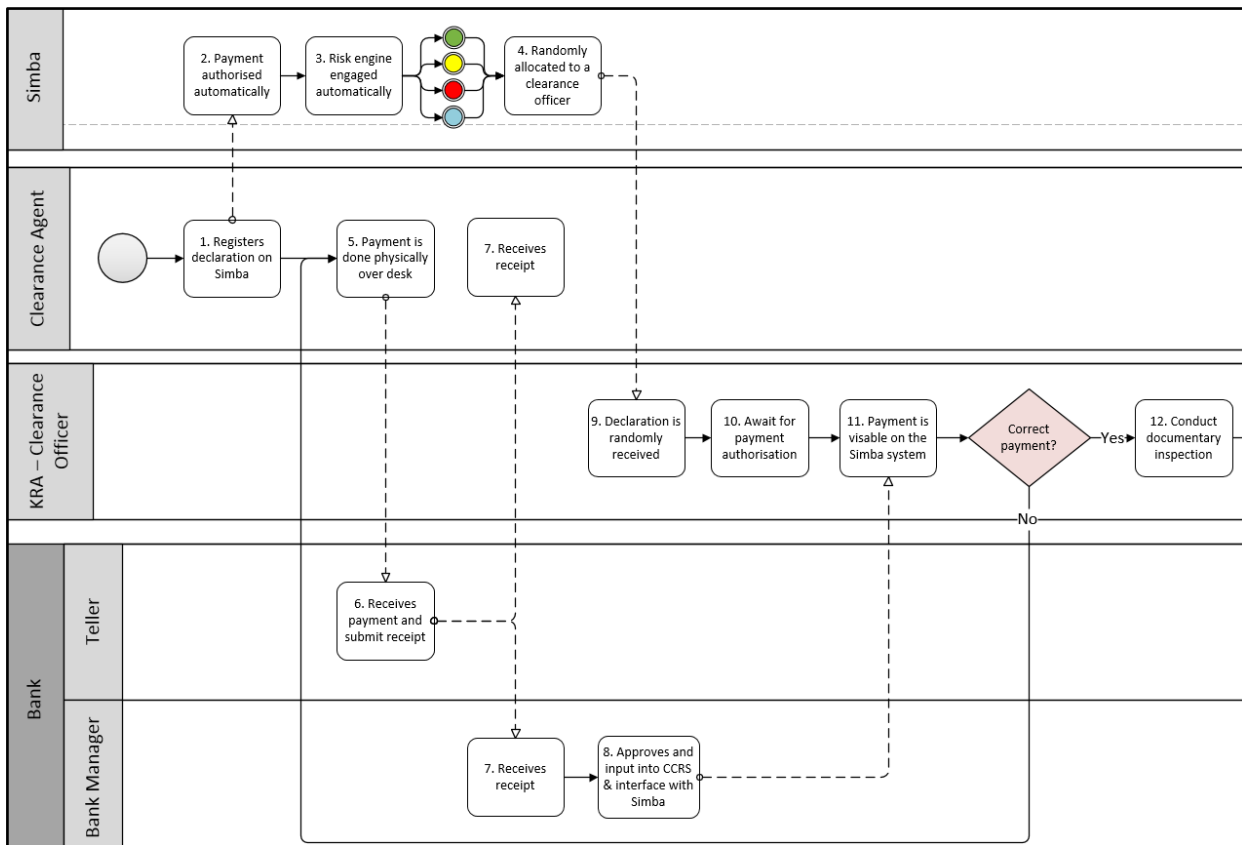 Simba
2. Payment
authorised
automatically
3. Risk engine
engaged
automatically
4. Randomly
allocated to a
clearance
officer
Clearance Agent
1. Registers
declaration on
Simba
5. Payment is
done physically
over desk
7. Receives
receipt
KRA – Clearance
Officer
9. Declaration is
randomly
received
10. Await for
payment
authorisation
11. Payment is
visable on the
Simba system
Correct
payment?
Yes
12. Conduct
documentary
inspection
No
Bank
Teller
6. Receives
payment and
submit receipt
Bank Manager
7. Receives
receipt
8. Approves and
input into CCRS
& interface with
Simba